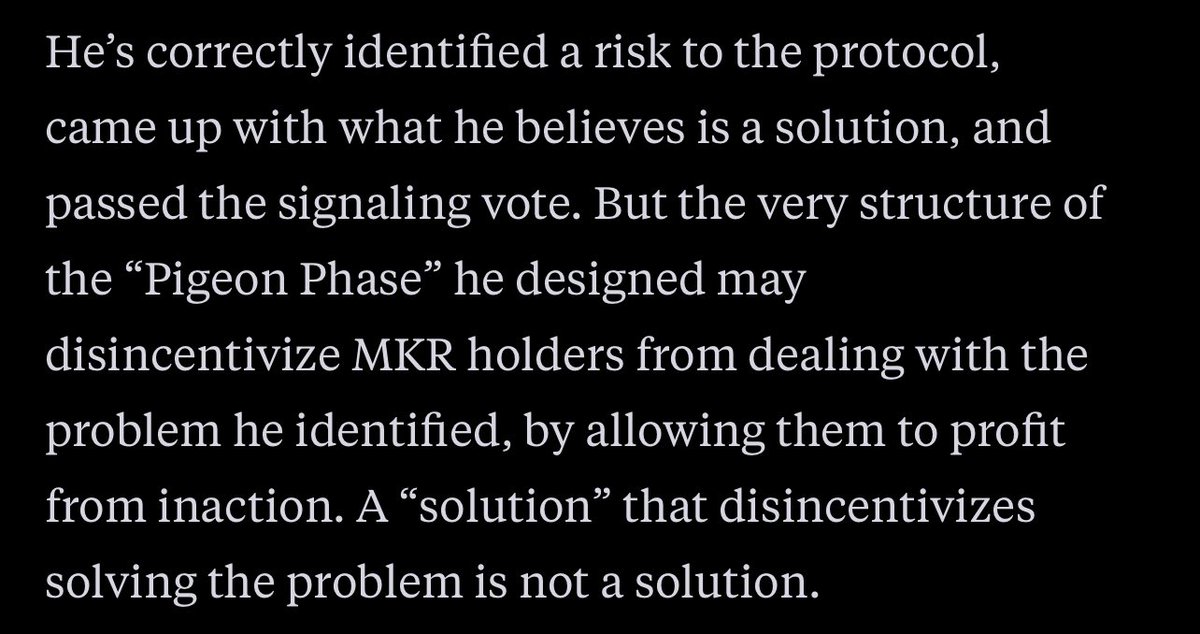 He’s correctly identified a risk to the protocol,
came up with what he believes is a solution, and
passed the signaling vote. But the very structure of
the “Pigeon Phase” he designed may
disincentivize MKR holders from dealing with the
problem he identified, by allowing them to profit
from inaction. A “solution” that disincentivizes
solving the problem is not a solution.